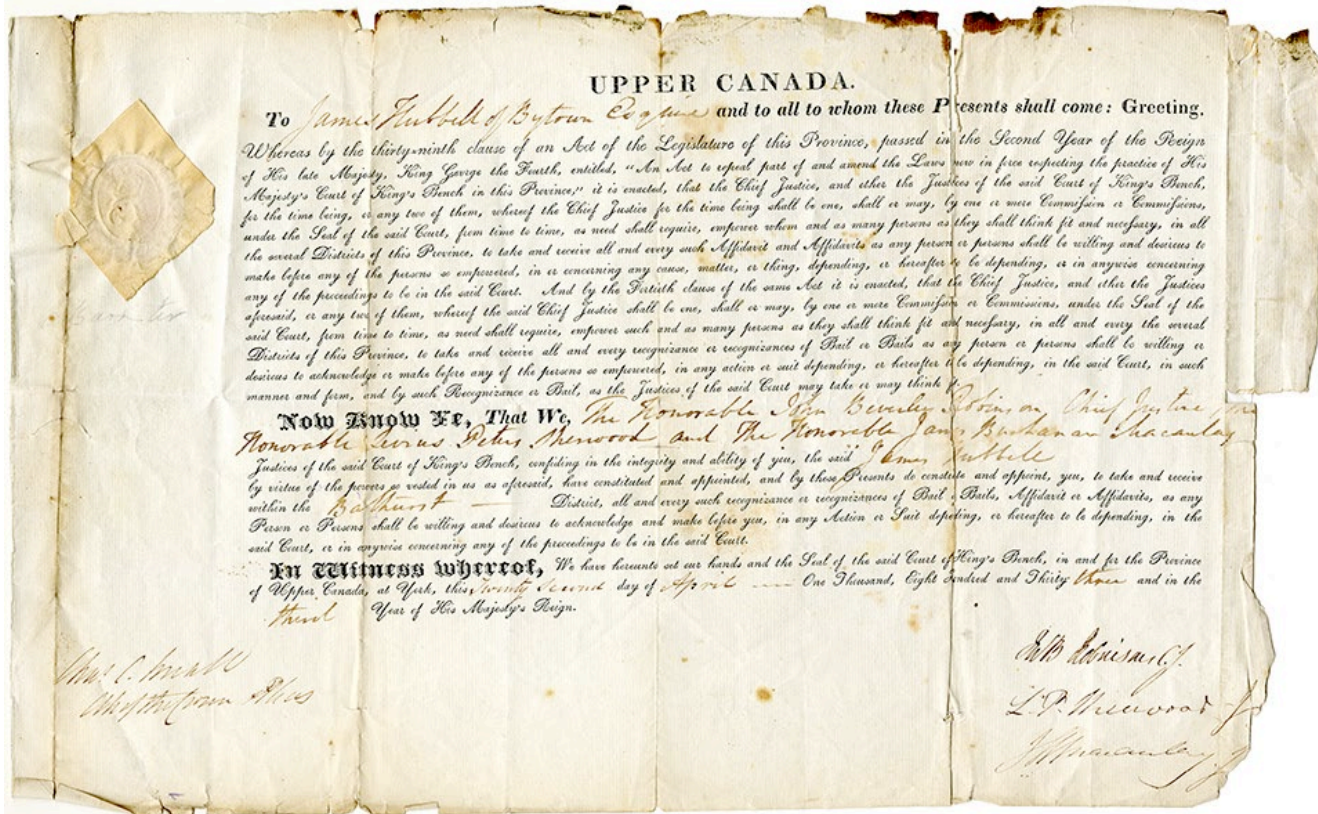 UPPER CANADA.
To James Hubbell of Bytown Esquire and to all to whom these Presents shall come: Greeting.
Whereas by the thirty-ninth clause of an Act of the Legislature of this Province, passed in the Second Year of the Reign
of His late Majesty, King George the Fourth, entitled, "An Act to repeal part of and amend the Laws now in force respecting the practice of His
Majesty's Court of King's Bench in this Province," it is enacted, that the Chief Justice, and other the Justices of the said Court of King's Bench,
for the time being, or any two of them, whereof the Chief Justice for the time being shall be one, shall or may, by one or more Commission or Commissions,
under the Seal of the said Court, from time to time, as need shall require, empower whom and as many persons as they shall think fit and necessary, in all
the several Districts of this Province, to take and receive all and every such Affidavit and Affidavits as any person or persons shall be willing and desirous to
make before any of the persons so empowered, in or concerning any cause, matter, or thing, depending, or hereafter to be depending, or in anywise concerning
any of the proceedings to be in the said Court. And by the Fortieth clause of the same Act it is enacted, that the Chief Justice, and other the Justices
aforesaid, or any two of them, whereof the said Chief Justice shall be one, shall or may, by one or more Commission or Commissions, under the Seal of the
said Court, from time to time, as need shall require, empower such and as many persons as they shall think fit and necessary, in all and every the several
Districts of this Province, to take and receive all and every recognizance or recognizances of Bail or Bails as any person or persons shall be willing or
desirous to acknowledge or make before any of the persons so empowered, in any action or suit depending, or hereafter to be depending, in the said Court, in such
manner and form, and by such Recognizance or Bail, as the Justices of the said Court may take or may think fit.
Now Know Ye, That We, The Honorable John Beverley Robinson, Chief Justice The
Honorable Levius Peters Sherwood and The Honorable James Buchanan Macaulay
Justices of the said Court of King's Bench, confiding in the integrity and ability of you, the said James Hubbell
by virtue of the powers so vested in us as aforesaid, have constituted and appointed, and by these Presents do constitute and appoint, you, to take and receive
within the Bathurst — District, all and every such recognizance or recognizances of Bail or Bails, Affidavit or Affidavits, as any
Person or Persons shall be willing and desirous to acknowledge and make before you, in any Action or Suit depending, or hereafter to be depending, in the
said Court, or in anywise concerning any of the proceedings to be in the said Court.
In Witness whereof, We have hereunto set our hands and the Seal of the said Court of King's Bench, in and for the Province
of Upper Canada, at York, this Twenty Second day of April — One Thousand, Eight Hundred and Thirty three and in the
third Year of His Majesty's Reign.
Chas. C. Small
Clk of the Crown & Pleas
JnB Robinson C.J.
L. P. Sherwood J.
J B Macaulay J